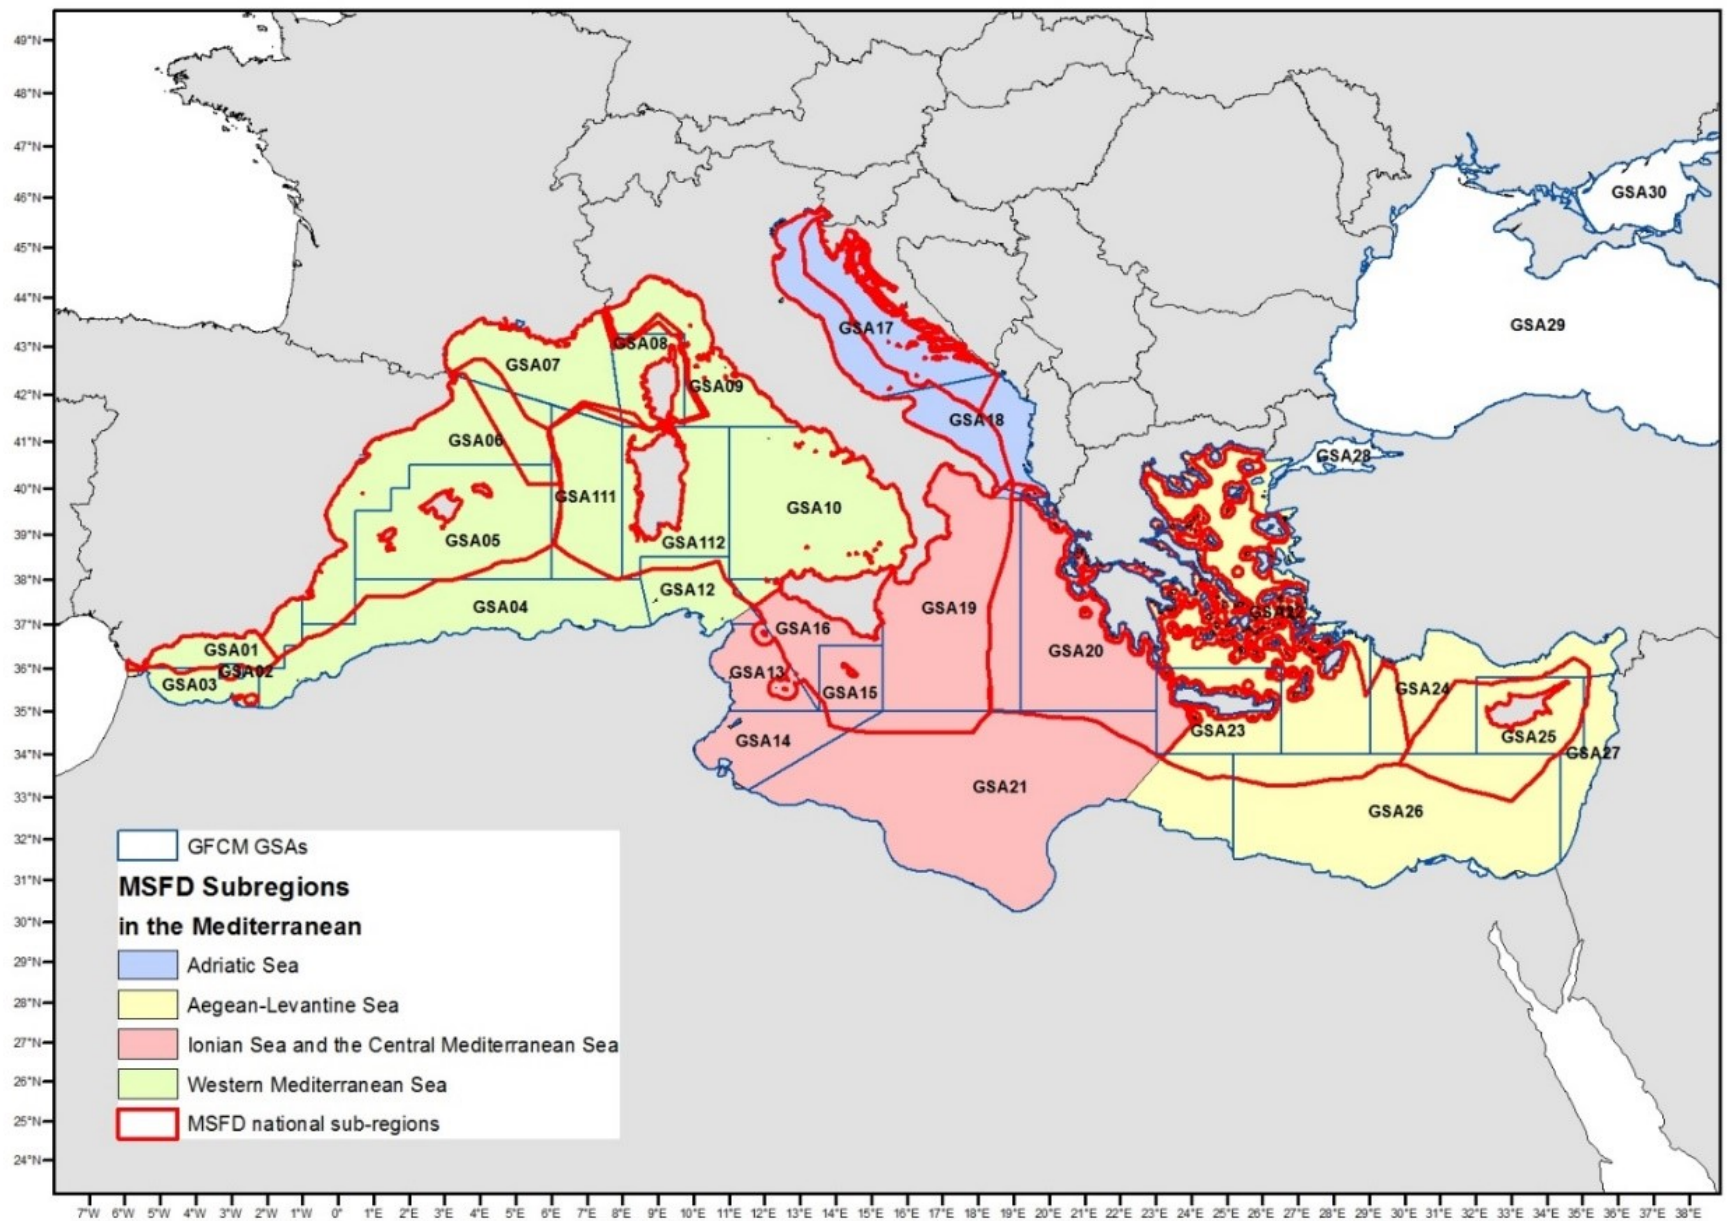 49°N
48°N
47°N
46°N
45°N
44°N
43°N
42°N
41°N
40°N
39°N
38°N
37°N
36°N
35°N
34°N
33°N
32°N
31°N
30°N
29°N
28°N
27°N
26°N
25°N
24°N
GSA30
GSA29
GSA17
GSA08
GSA07
GSA09
GSA18
GSA06
GSA28
GSA111
GSA10
GSA05
GSA112
GSA12
GSA04
GSA19
GSA22
GSA16
GSA01
GSA20
GSA02
GSA13
GSA03
GSA15
GSA24
GSA23
GSA25
GSA14
GSA27
GSA21
GSA26
GFCM GSAs
MSFD Subregions
in the Mediterranean
Adriatic Sea
Aegean-Levantine Sea
Ionian Sea and the Central Mediterranean Sea
Western Mediterranean Sea
MSFD national sub-regions
7°W 6°W 5°W 4°W 3°W 2°W 1°W 0° 1°E 2°E 3°E 4°E 5°E 6°E 7°E 8°E 9°E 10°E 11°E 12°E 13°E 14°E 15°E 16°E 17°E 18°E 19°E 20°E 21°E 22°E 23°E 24°E 25°E 26°E 27°E 28°E 29°E 30°E 31°E 32°E 33°E 34°E 35°E 36°E 37°E 38°E